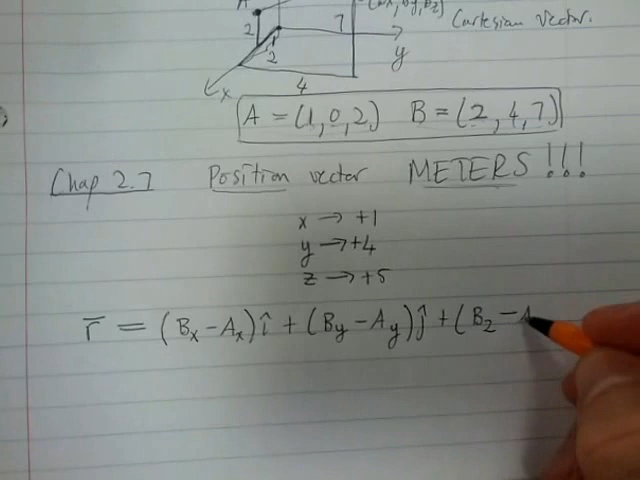 A
(Bx, By, Bz)
Cartesian vector.
2
7
1
2
y
4
x
A = (1, 0, 2) B = (2, 4, 7)
Chap 2.7 Position vector METERS!!!
x → +1
y → +4
z → +5
r̅ = (Bx - Ax) î + (By - Ay) ĵ + (Bz - A